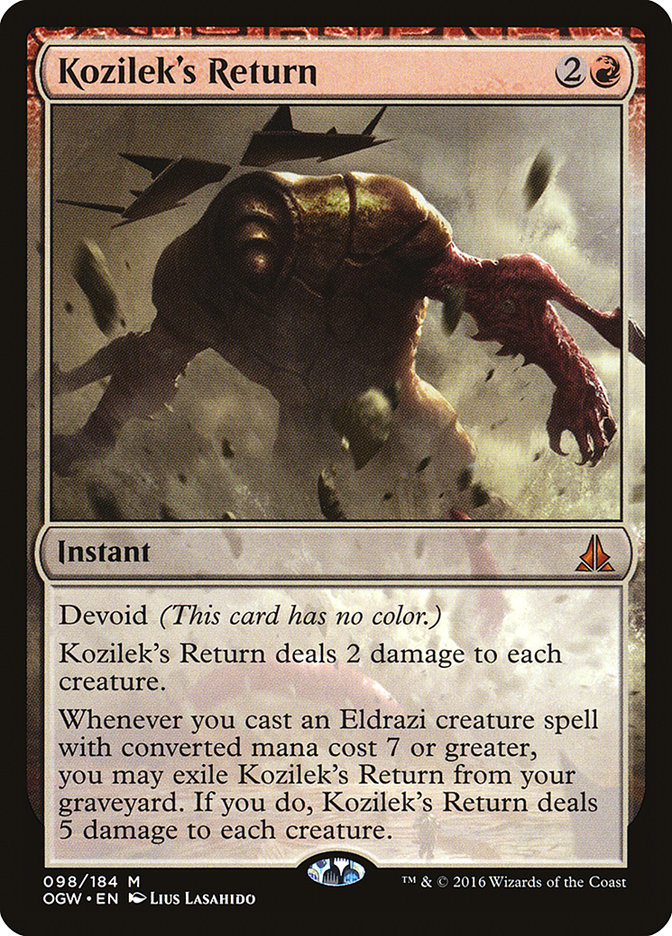 Kozilek's Return 2
Instant
Devoid (This card has no color.)
Kozilek's Return deals 2 damage to each
creature.
Whenever you cast an Eldrazi creature spell
with converted mana cost 7 or greater,
you may exile Kozilek's Return from your
graveyard. If you do, Kozilek's Return deals
5 damage to each creature.
098/184 M
OGW • EN Lius Lasahido
™ & © 2016 Wizards of the Coast